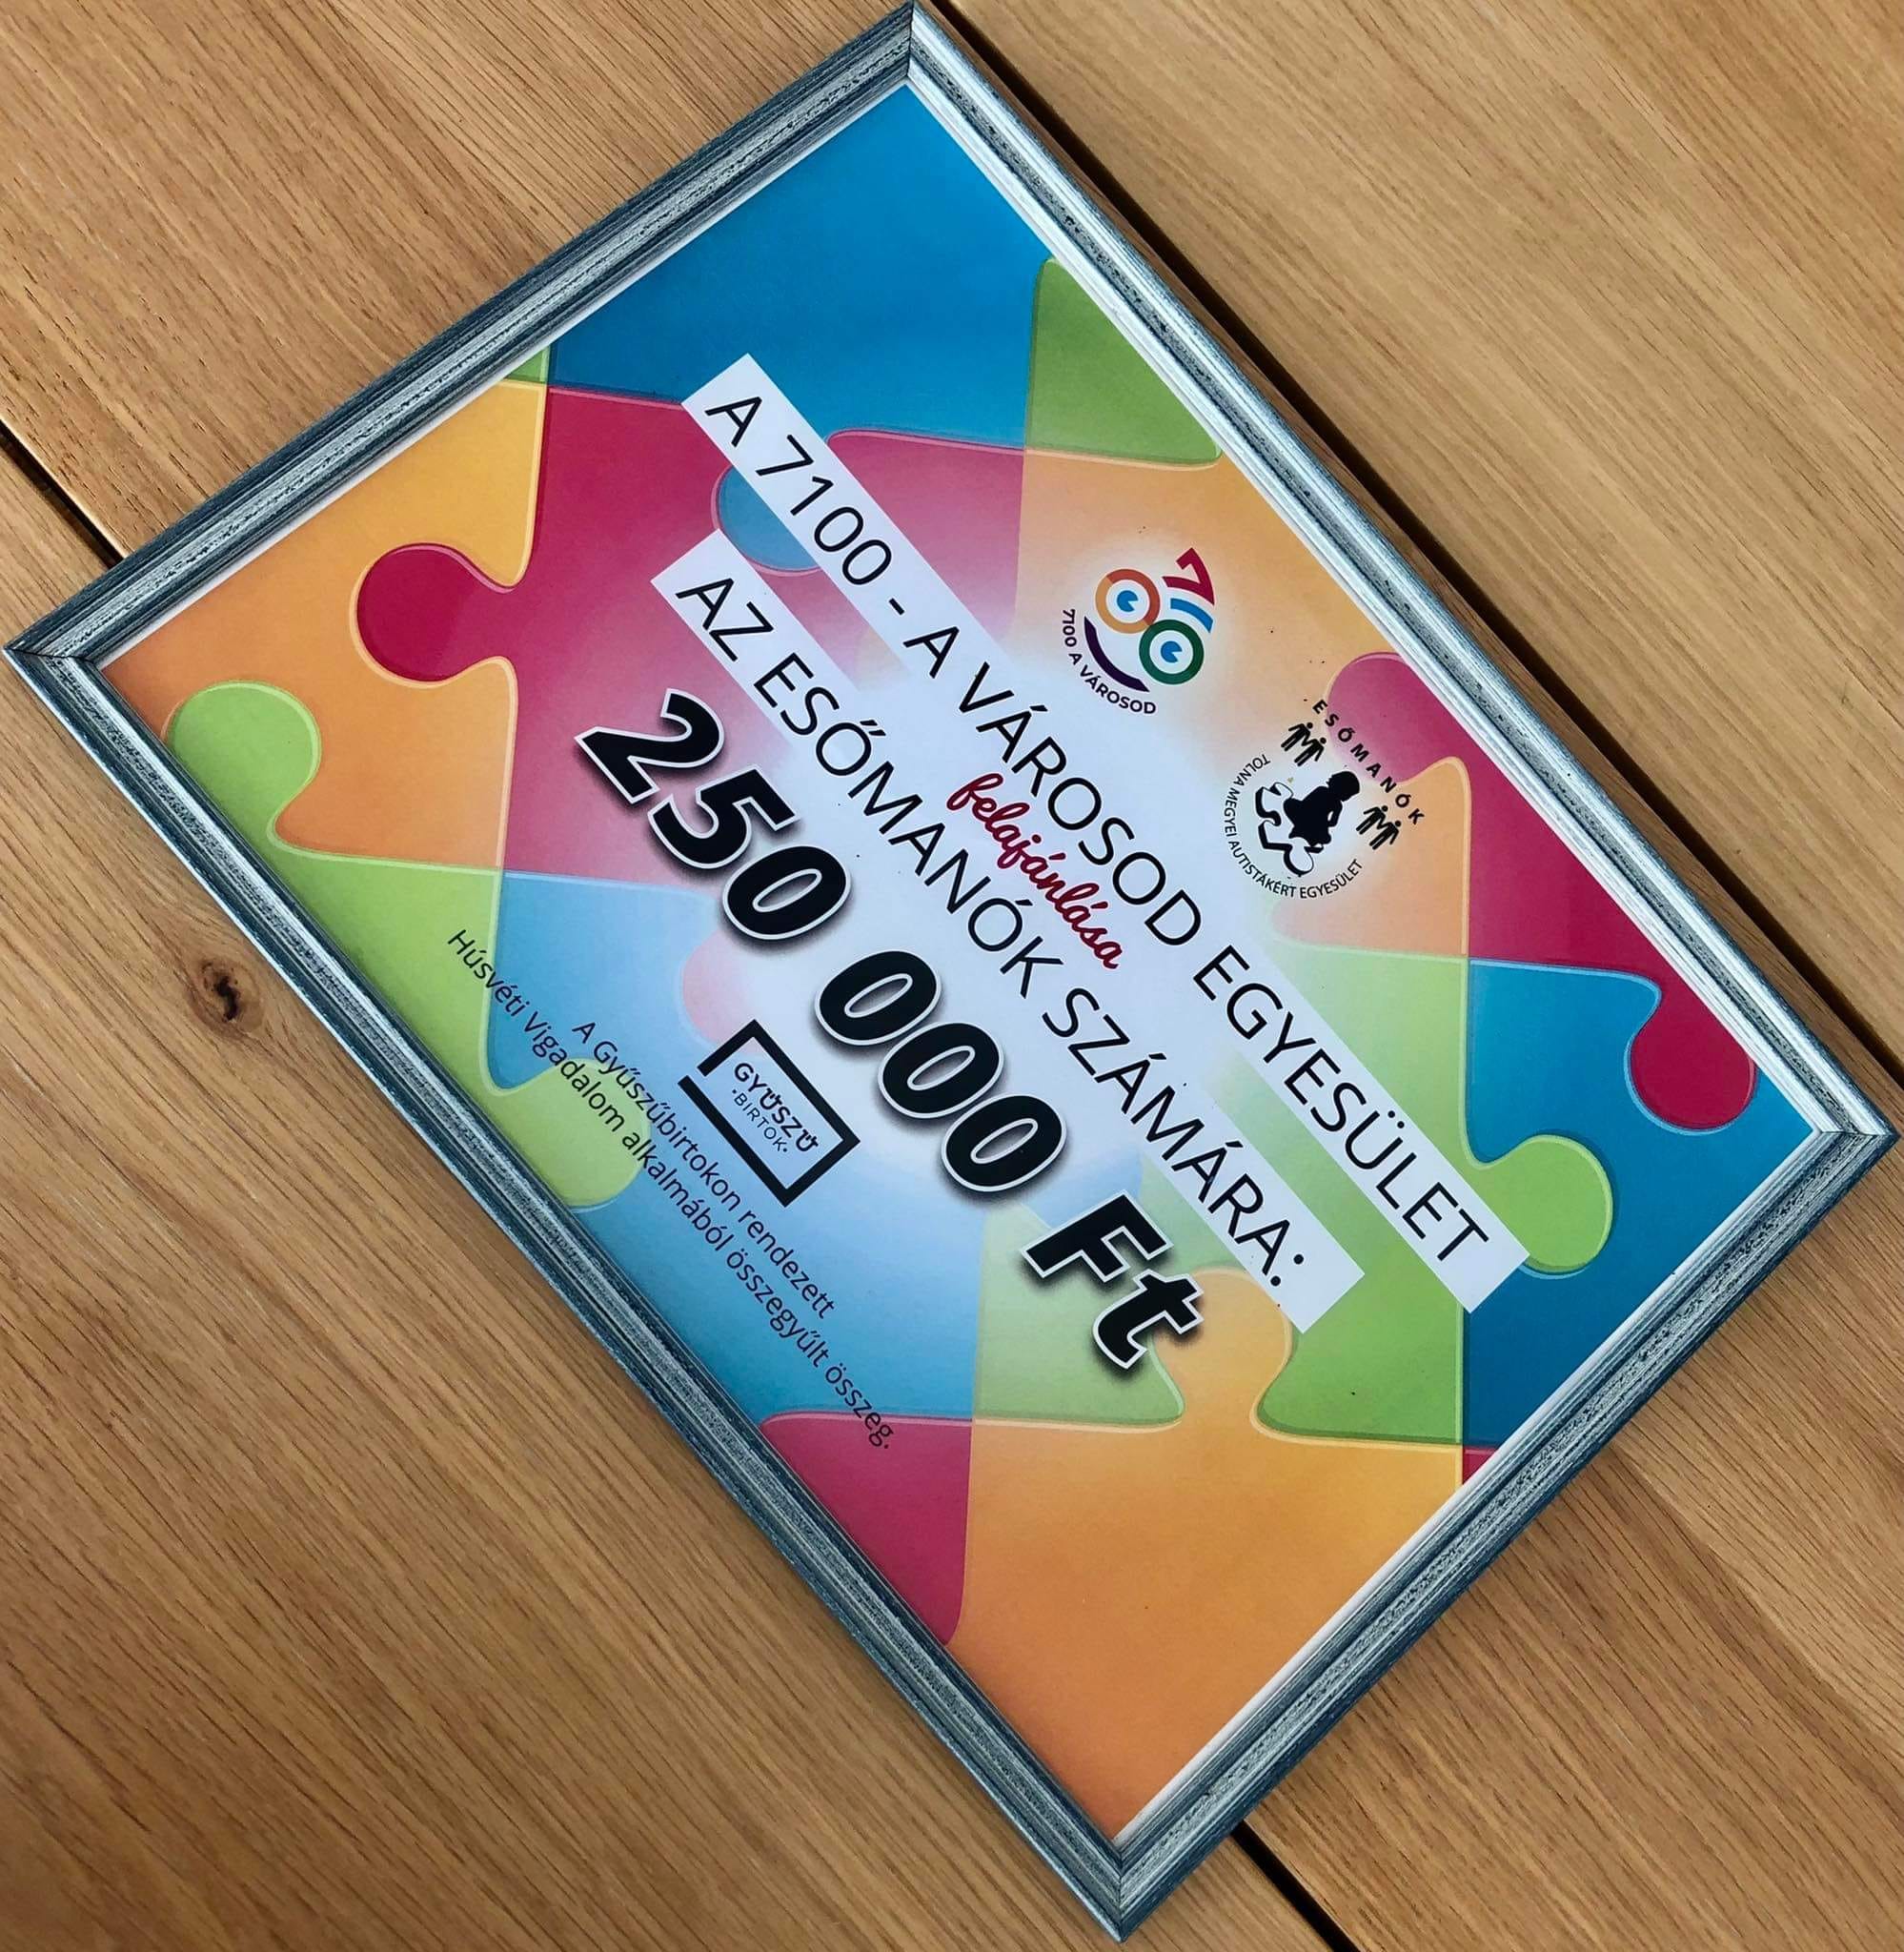 7100
7100 A VÁROSOD
ESŐMANÓK
TOLNA MEGYEI AUTISTÁKÉRT EGYESÜLET
A 7100 - A VÁROSOD EGYESÜLET
felajánlása
AZ ESŐMANÓK SZÁMÁRA:
250 000 Ft
GYŰSZŰ
·BIRTOK·
A Gyűszűbirtokon rendezett
Húsvéti Vigadalom alkalmából összegyűlt összeg.